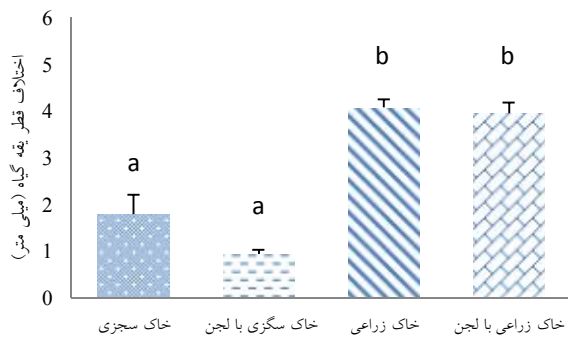 6
5
4
3
2
1
0
اختلاف قطر یقه گیاه (میلی متر)
a
a
b
b
خاک سجزی
خاک سگزی با لجن
خاک زراعی
خاک زراعی با لجن